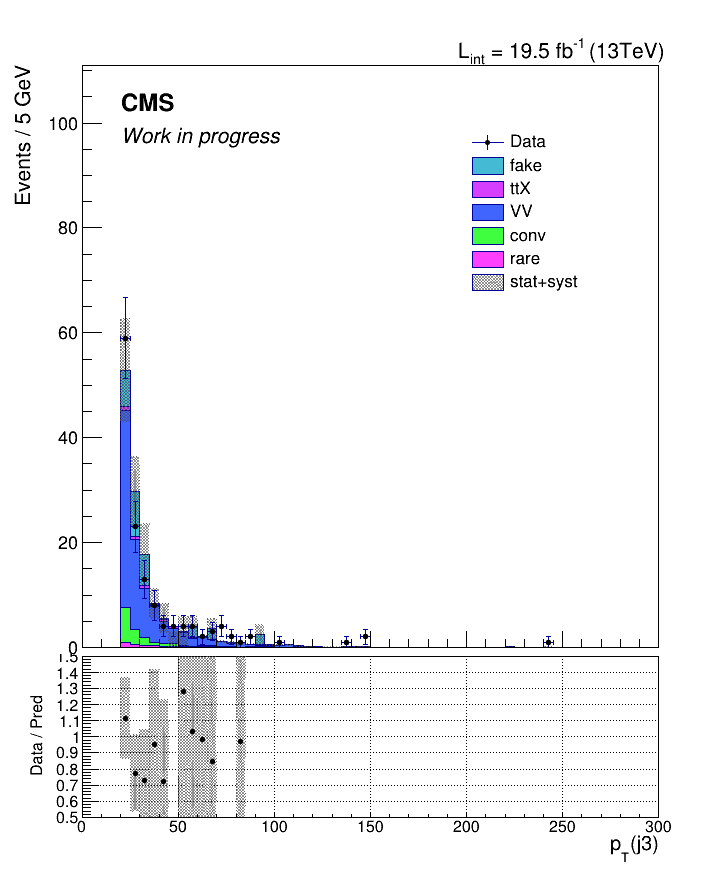 L_int = 19.5 fb^-1 (13TeV)
Events / 5 GeV
CMS
Work in progress
Data
fake
ttX
VV
conv
rare
stat+syst
100
80
60
40
20
0
Data / Pred
1.5
1.4
1.3
1.2
1.1
1
0.9
0.8
0.7
0.6
0.5
0 50 100 150 200 250 300
p_T(j3)